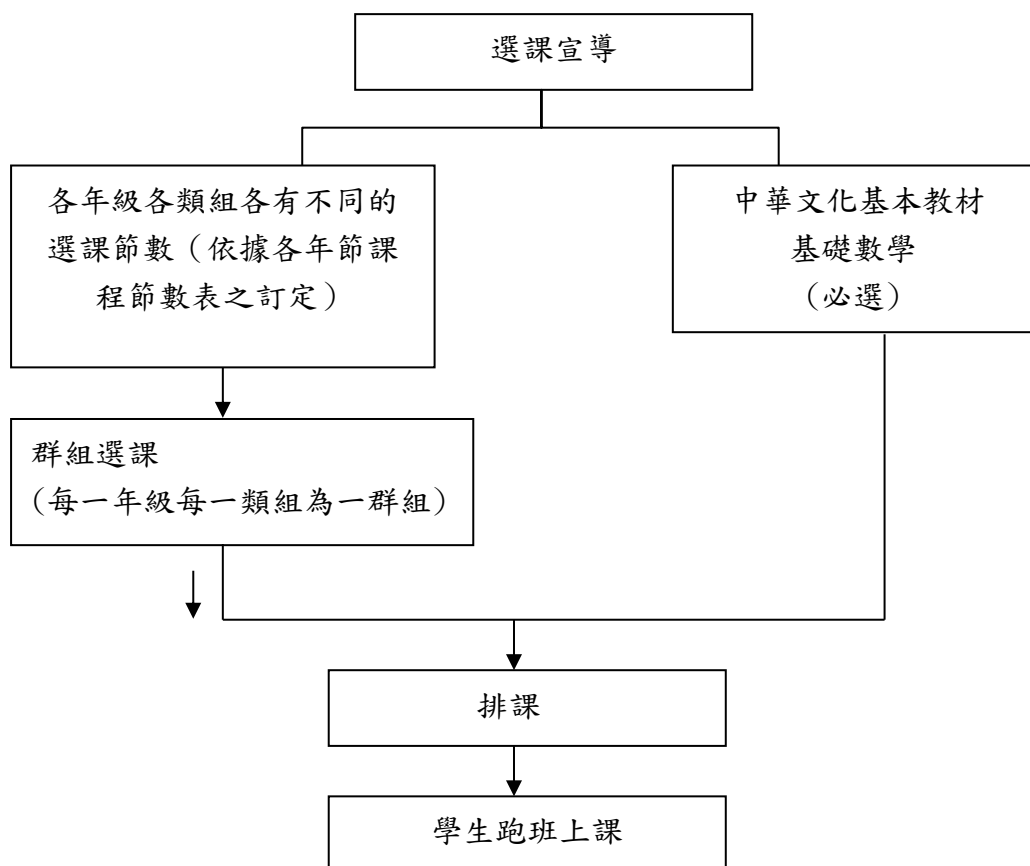 選課宣導
各年級各類組各有不同的
選課節數（依據各年節課
程節數表之訂定）
中華文化基本教材
基礎數學
（必選）
群組選課
（每一年級每一類組為一群組）
排課
學生跑班上課